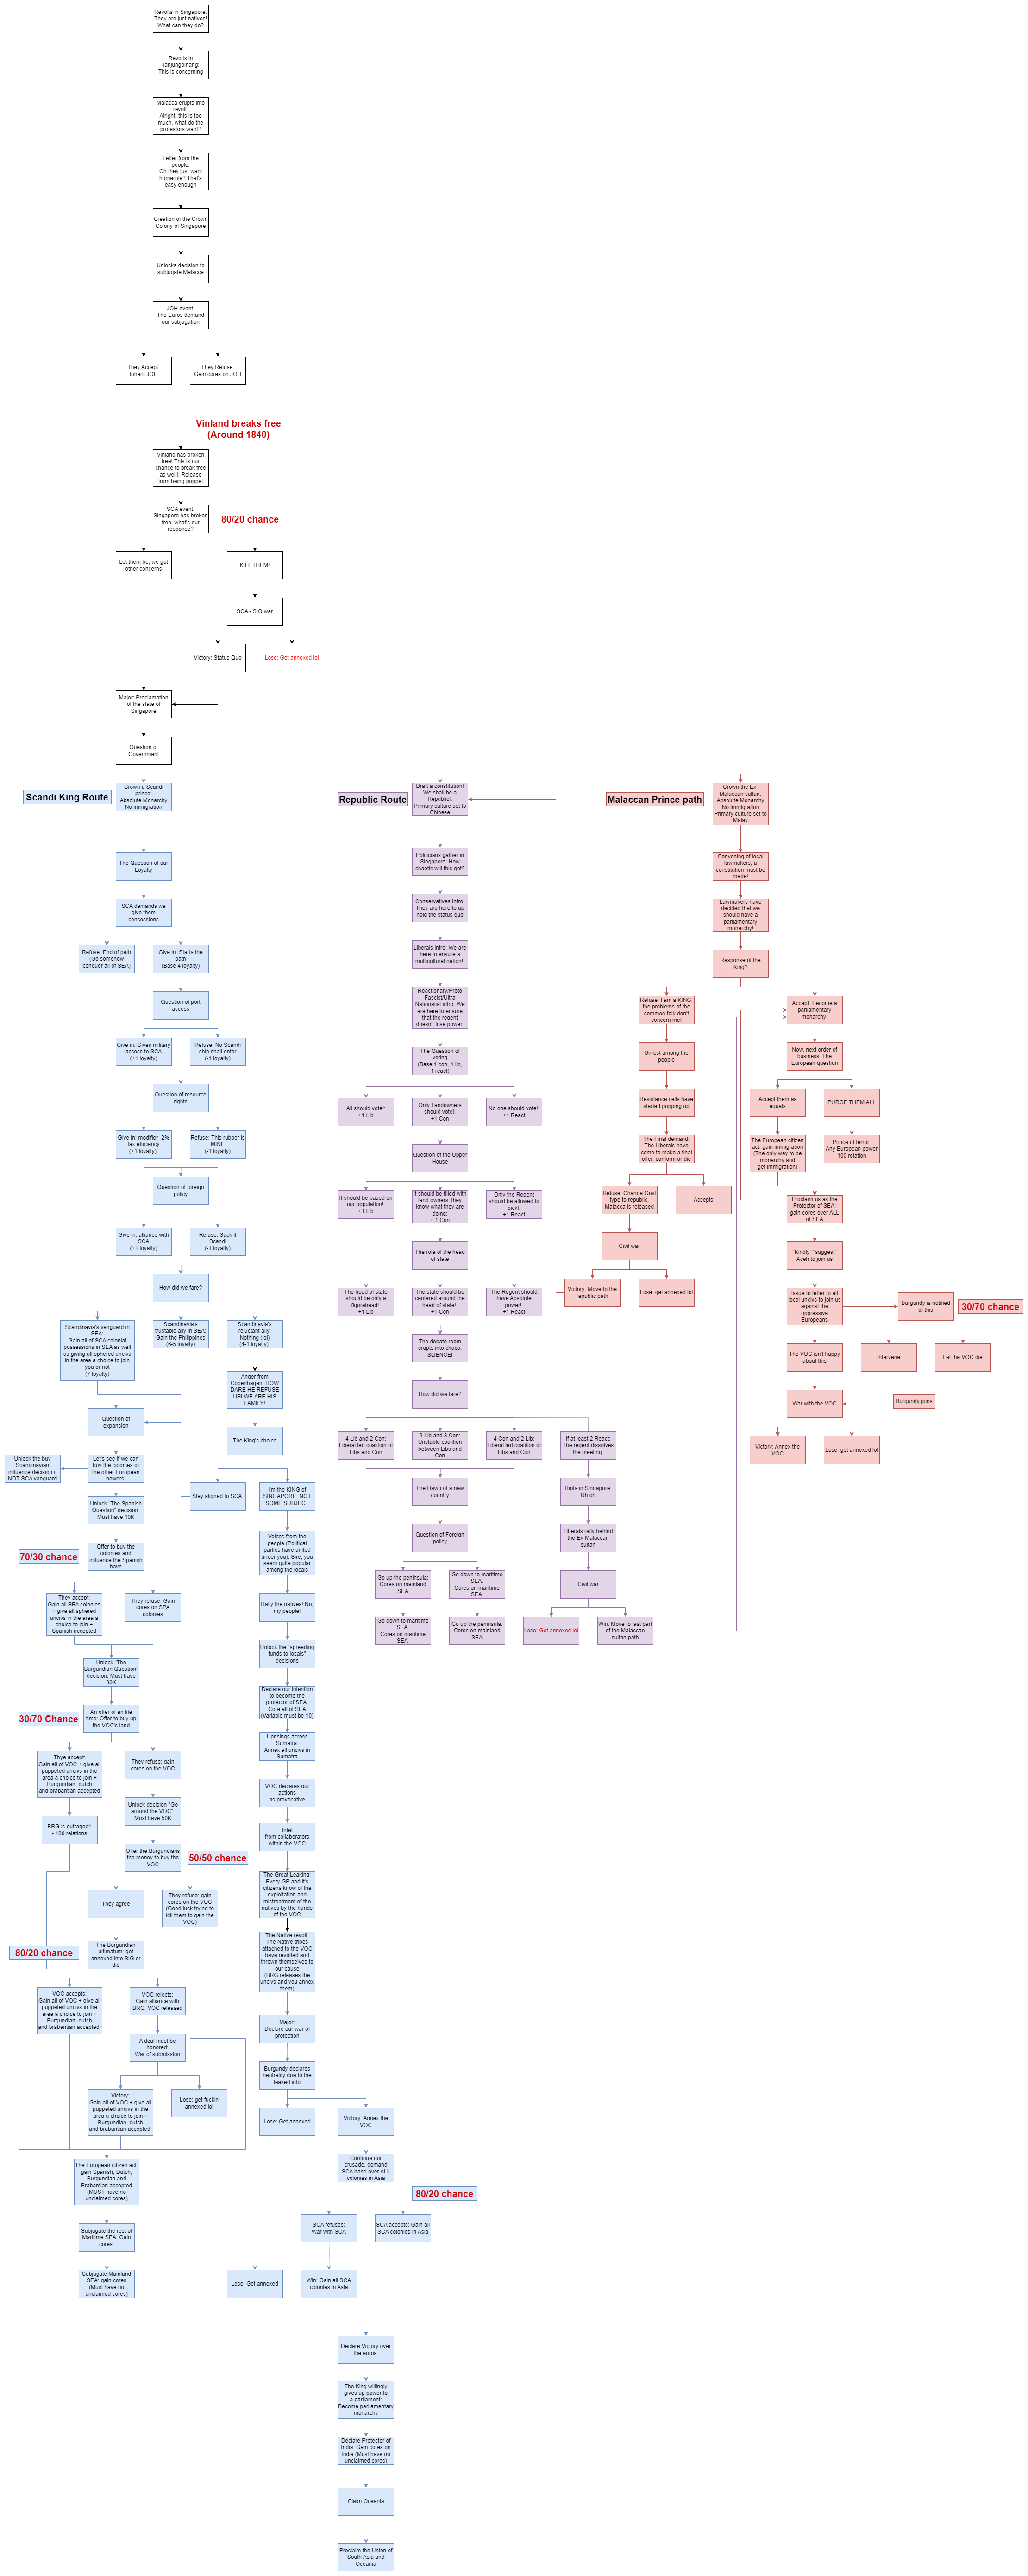 Revolts in Singapore:
They are just natives!
What can they do?
Revolts in
Tanjungpinang:
This is concerning
Malacca erupts into
revolt:
Alright, this is too
much, what do the
protestors want?
Letter from the
people:
Oh they just want
homerule? That's
easy enough
Creation of the Crown
Colony of Singapore
Unlocks decision to
subjugate Malacca
JOH event:
The Euros demand
our subjugation
They Accept:
Inherit JOH
They Refuse:
Gain cores on JOH
Vinland breaks free
(Around 1840)
Vinland has broken
free! This is our
chance to break free
as well!: Release
from being puppet
SCA event:
Singapore has broken
free, what's our
response?
80/20 chance
Let them be, we got
other concerns
KILL THEM!
SCA - SIG war
Victory: Status Quo
Lose: Get annexed lol
Major: Proclamation
of the state of
Singapore
Question of
Government
Scandi King Route
Crown a Scandi
prince:
Absolute Monarchy
No immigration
The Question of our
Loyalty
SCA demands we
give them
concessions
Refuse: End of path
(Go somehow
conquer all of SEA)
Give in: Starts the
path
(Base 4 loyalty)
Question of port
access
Give in: Gives military
access to SCA
(+1 loyalty)
Refuse: No Scandi
ship shall enter
(-1 loyalty)
Question of resource
rights
Give in: modifier -2%
tax efficiency
(+1 loyalty)
Refuse: This rubber is
MINE
(-1 loyalty)
Question of foreign
policy
Give in: alliance with
SCA
(+1 loyalty)
Refuse: Suck it
Scandi
(-1 loyalty)
How did we fare?
Scandinavia's vanguard in
SEA:
Gain all of SCA colonial
possessions in SEA as well
as giving all sphered uncivs
in the area a choice to join
you or not
(7 loyalty)
Scandinavia's
trustable ally in SEA:
Gain the Philippines
(6-5 loyalty)
Scandinavia's
reluctant ally:
Nothing (lol)
(4-1 loyalty)
Anger from
Copenhagen: HOW
DARE HE REFUSE
US! WE ARE HIS
FAMILY!
Question of
expansion
The King's choice
Unlock the buy
Scandinavian
influence decision if
NOT SCA vanguard
Let's see if we can
buy the colonies of
the other European
powers
Stay aligned to SCA
I'm the KING of
SINGAPORE, NOT
SOME SUBJECT
Unlock "The Spanish
Question" decision:
Must have 10K
70/30 chance
Offer to buy the
colonies and
influence the Spanish
have
They accept:
Gain all SPA colonies
+ give all sphered
uncivs in the area a
choice to join +
Spanish accepted
They refuse: Gain
cores on SPA
colonies
Unlock "The
Burgundian Question"
decision: Must have
30K
30/70 Chance
An offer of an life
time: Offer to buy up
the VOC's land
Thye accept:
Gain all of VOC + give all
puppeted uncivs in the
area a choice to join +
Burgundian, dutch
and brabantian accepted
They refuse: gain
cores on the VOC
BRG is outraged!:
- 100 relations
Unlock decision "Go
around the VOC":
Must have 50K
Offer the Burgundians
the money to buy the
VOC
50/50 chance
They agree
They refuse: gain
cores on the VOC
(Good luck trying to
kill them to gain the
VOC)
80/20 chance
The Burgundian
ultimatum: get
annexed into SIG or
die
VOC accepts:
Gain all of VOC + give all
puppeted uncivs in the
area a choice to join +
Burgundian, dutch
and brabantian accepted
VOC rejects:
Gain alliance with
BRG, VOC released
A deal must be
honored:
War of submission
Victory:
Gain all of VOC + give all
puppeted uncivs in the
area a choice to join +
Burgundian, dutch
and brabantian accepted
Lose: get fuckin
annexed lol
The European citizen act:
gain Spanish, Dutch,
Burgundian and
Brabantian accepted
(MUST have no
unclaimed cores)
Subjugate the rest of
Maritime SEA: Gain
cores
Subjugate Mainland
SEA: gain cores
(Must have no
unclaimed cores)
Voices from the
people (Political
parties have united
under you): Sire, you
seem quite popular
among the locals
Rally the natives! No,
my people!
Unlock the "spreading
funds to locals"
decisions
Declare our intention
to become the
protector of SEA:
Core all of SEA
(Variable must be 10)
Uprisings across
Sumatra:
Annex all uncivs in
Sumatra
VOC declares our
actions
as provocative
Intel
from collaborators
within the VOC
The Great Leaking:
Every GP and it's
citizens know of the
exploitation and
mistreatment of the
natives by the hands
of the VOC
The Native revolt:
The Native tribes
attached to the VOC
have revolted and
thrown themselves to
our cause
(BRG releases the
uncivs and you annex
them)
Major:
Declare our war of
protection
Burgundy declares
neutrality due to the
leaked info
Lose: Get annexed
Victory: Annex the
VOC
Continue our
crusade, demand
SCA hand over ALL
colonies in Asia
80/20 chance
SCA refuses:
War with SCA
SCA accepts: Gain all
SCA colonies in Asia
Lose: Get annexed
Win: Gain all SCA
colonies in Asia
Declare Victory over
the euros
The King willingly
gives up power to
a parliament:
Become parliamentary
monarchy
Declare Protector of
India: Gain cores on
India (Must have no
unclaimed cores)
Claim Oceania
Proclaim the Union of
South Asia and
Oceania
Republic Route
Draft a constitution!
We shall be a
Republic!:
Primary culture set to
Chinese
Politicians gather in
Singapore: How
chaotic will this get?
Conservatives Intro:
They are here to up
hold the status quo
Liberals intro: We are
here to ensure a
multicultural nation!
Reactionary/Proto
Fascist/Ultra
Nationalist intro: We
are here to ensure
that the regent
doesn't lose power
The Question of
voting
(Base 1 con, 1 lib,
1 react)
All should vote!:
+1 Lib
Only Landowners
should vote!:
+1 Con
No one should vote!:
+1 React
Question of the Upper
House
It should be based on
our population!:
+1 Lib
It should be filled with
land owners, they
know what they are
doing:
+ 1 Con
Only the Regent
should be allowed to
pick!:
+1 React
The role of the head
of state
The head of state
should be only a
figurehead!:
+1 Lib
The state should be
centered around the
head of state!:
+1 Con
The Regent should
have Absolute
power!:
+1 React
The debate room
erupts into chaos,
SLIENCE!
How did we fare?
4 Lib and 2 Con:
Liberal led coalition of
Libs and Con
3 Lib and 3 Con:
Unstable coalition
between Libs and
Con
4 Con and 2 Lib:
Liberal led coalition of
Libs and Con
If at least 2 React:
The regent dissolves
the meeting
The Dawn of a new
country
Riots in Singapore:
Uh oh
Question of Foreign
policy
Liberals rally behind
the Ex-Malaccan
sultan
Go up the peninsula:
Cores on mainland
SEA
Go down to maritime
SEA:
Cores on maritime
SEA
Civil war
Go down to maritime
SEA:
Cores on maritime
SEA
Go up the peninsula:
Cores on mainland
SEA
Lose: Get annexed lol
Win: Move to last part
of the Malaccan
sultan path
Malaccan Prince path
Crown the Ex-
Malaccan sultan:
Absolute Monarchy
No immigration
Primary culture set to
Malay
Convening of local
lawmakers, a
constitution must be
made!
Lawmakers have
decided that we
should have a
parliamentary
monarchy!
Response of the
King?
Refuse: I am a KING,
the problems of the
common folk don't
concern me!
Accept: Become a
parliamentary
monarchy
Unrest among the
people
Now, next order of
business: The
European question
Resistance cells have
started popping up
Accept them as
equals
PURGE THEM ALL
The Final demand:
The Liberals have
come to make a final
offer, conform or die
The European citizen
act: gain immigration
(The only way to be
monarchy and
get immigration)
Prince of terror:
Any European power
-100 relation
Refuse: Change Govt
type to republic,
Malacca is released
Accepts
Proclaim us as the
Protector of SEA:
gain cores over ALL
of SEA
Civil war
"Kindly" "suggest"
Aceh to join us
Victory: Move to the
republic path
Lose: get annexed lol
Issue to letter to all
local uncivs to join us
against the
oppressive
Europeans
Burgundy is notified
of this
30/70 chance
The VOC isn't happy
about this
Intervene
Let the VOC die
War with the VOC
Burgundy joins
Victory: Annex the
VOC
Lose: get annexed lol